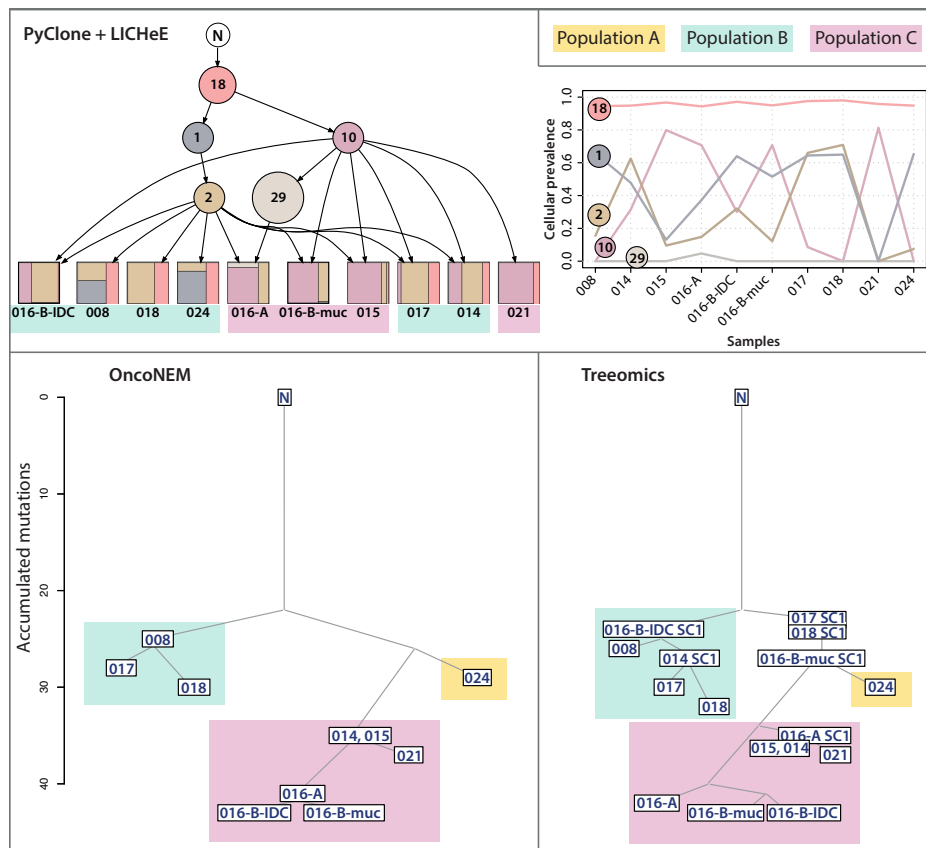 PyClone + LICHeE
N
18
1
10
2
29
016-B-IDC 008 018 024 016-A 016-B-muc 015 017 014 021
Population A Population B Population C
Cellular prevalence
1.0
0.8
0.6
0.4
0.2
0.0
18
1
2
10
29
008 014 015 016-A 016-B-IDC 016-B-muc 017 018 021 024
Samples
OncoNEM
Accumulated mutations
0
10
20
30
40
N
008
017
018
024
014, 015
021
016-A
016-B-IDC 016-B-muc
Treeomics
N
017 SC1
016-B-IDC SC1 018 SC1
008
014 SC1 016-B-muc SC1
017
018
024
016-A SC1
015, 014
021
016-A
016-B-muc 016-B-IDC